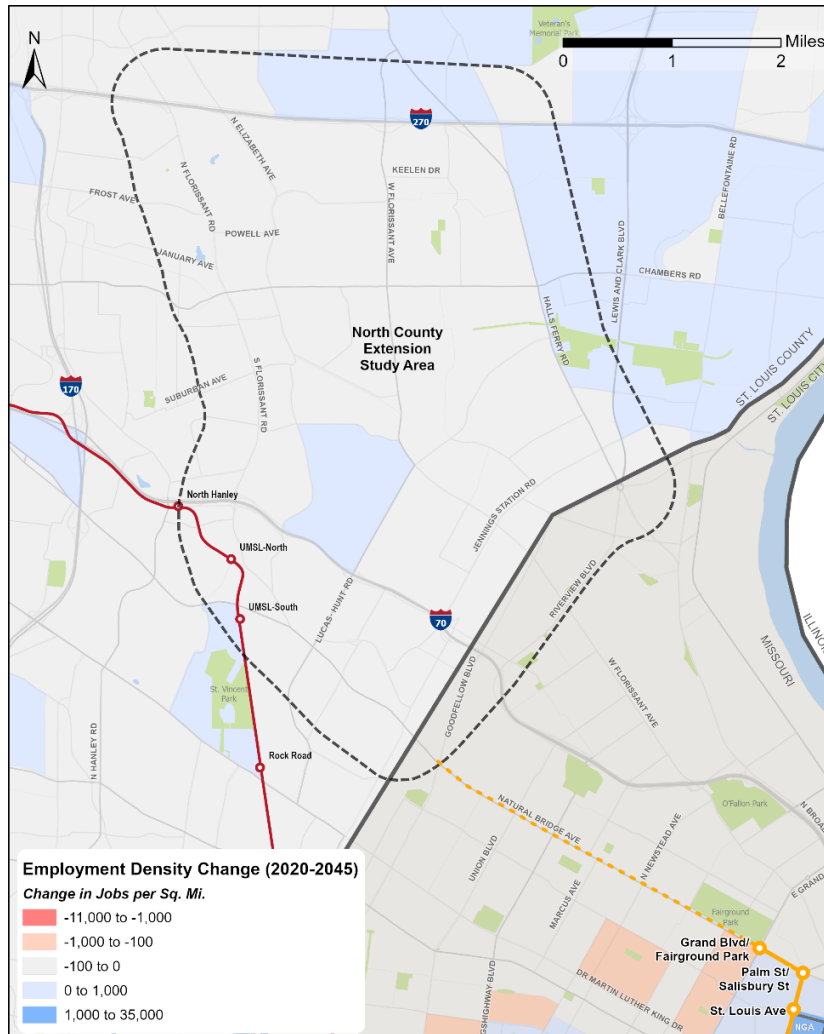 Veteran's
Memorial Park
N
Miles
0
1
2
270
N ELIZABETH AVE
N FLORISSANT RD
KEELEN DR
W FLORISSANT AVE
BELLEFONTAINE RD
FROST AVE
POWELL AVE
JANUARY AVE
LEWIS AND CLARK BLVD
CHAMBERS RD
HALLS FERRY RD
North County
Extension
Study Area
ST. LOUIS COUNTY
ST. LOUIS CITY
170
SUBURBAN AVE
S FLORISSANT RD
North Hanley
JENNINGS STATION RD
UMSL-North
UMSL-South
LUCAS-HUNT RD
70
RIVERVIEW BLVD
ILLINOIS
MISSOURI
GOODFELLOW BLVD
W FLORISSANT AVE
St. Vincent
Park
N HANLEY RD
Rock Road
NATURAL BRIDGE AVE
O'Fallon Park
N BROAD
UNION BLVD
MARCUS AVE
N NEWSTEAD AVE
E GRAND
Fairground
Park
Grand Blvd/
Fairground Park
Palm St/
Salisbury St
DR MARTIN LUTHER KING DR
GSHIGHWAY BLVD
St. Louis Ave
NGA
Employment Density Change (2020-2045)
Change in Jobs per Sq. Mi.
-11,000 to -1,000
-1,000 to -100
-100 to 0
0 to 1,000
1,000 to 35,000